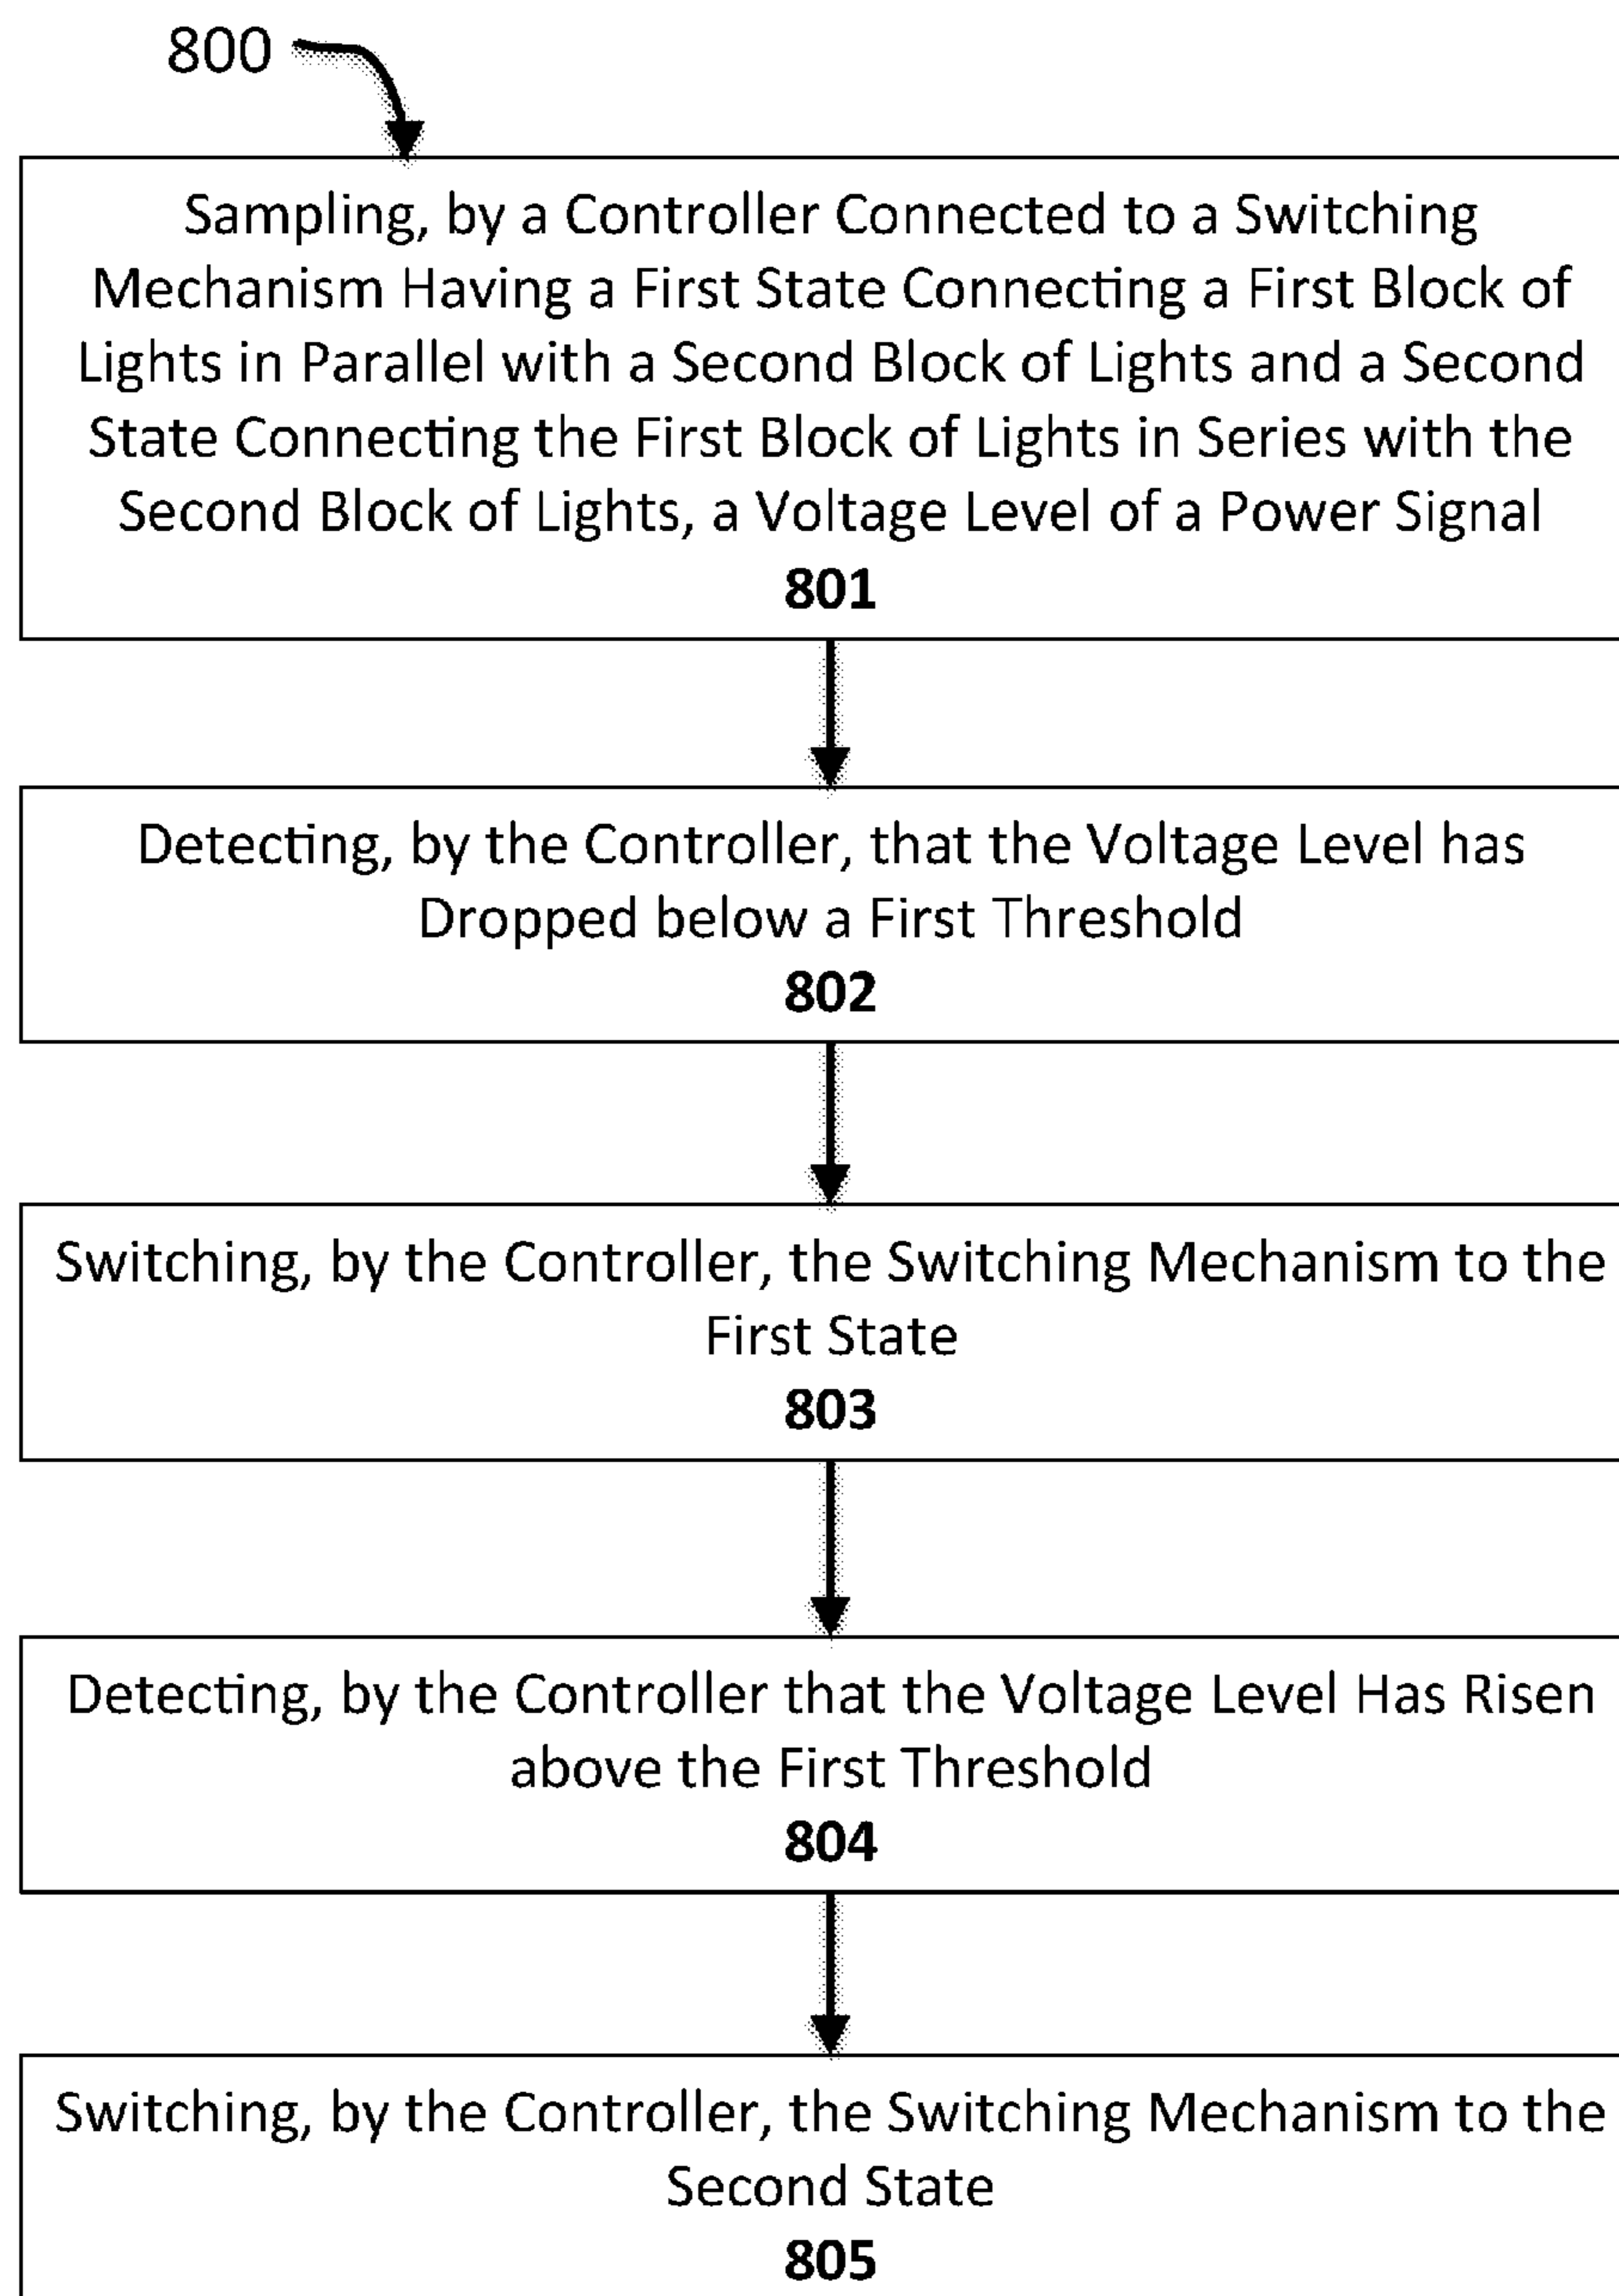 800
Sampling, by a Controller Connected to a Switching
Mechanism Having a First State Connecting a First Block of
Lights in Parallel with a Second Block of Lights and a Second
State Connecting the First Block of Lights in Series with the
Second Block of Lights, a Voltage Level of a Power Signal
801
Detecting, by the Controller, that the Voltage Level has
Dropped below a First Threshold
802
Switching, by the Controller, the Switching Mechanism to the
First State
803
Detecting, by the Controller that the Voltage Level Has Risen
above the First Threshold
804
Switching, by the Controller, the Switching Mechanism to the
Second State
805